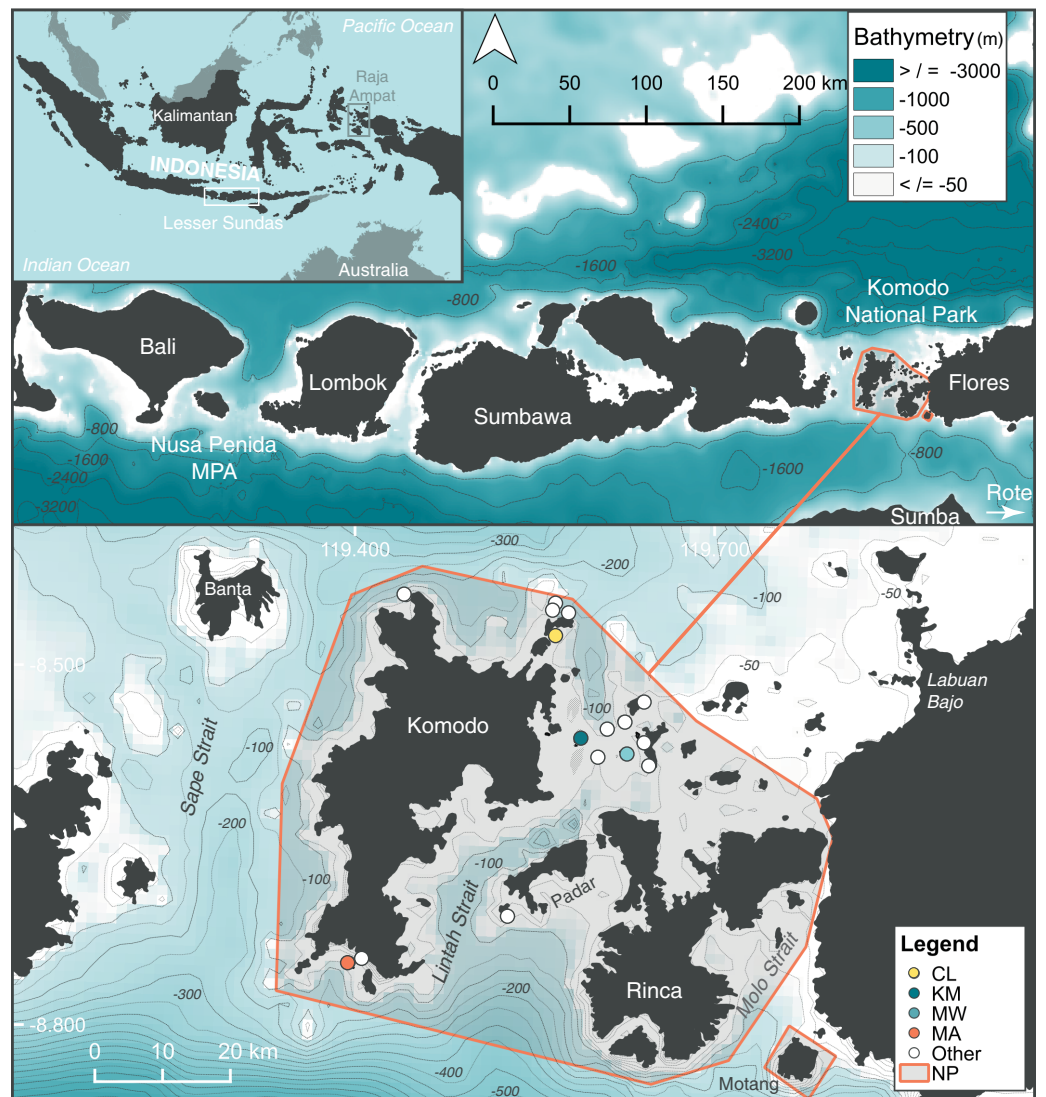 Pacific Ocean
Raja
Ampat
Kalimantan
INDONESIA
Lesser Sundas
Indian Ocean
Australia
0 50 100 150 200 km
Bathymetry (m)
> / = -3000
-1000
-500
-100
< / = -50
-2400
-3200
-1600
-800
Komodo
National Park
Bali
Lombok
Sumbawa
Flores
-800
-1600
-2400
-3200
Nusa Penida
MPA
-1600
-800
Rote
Sumba
119.400
119.700
-300
-200
-100
-50
Banta
-8.500
-50
Labuan
Bajo
Komodo
-100
Sape Strait
-100
-200
-100
-100
Padar
Lintah Strait
Rinca
Molo Strait
-200
-300
-8.800
0 10 20 km
-400
-500
Motang
Legend
CL
KM
MW
MA
Other
NP